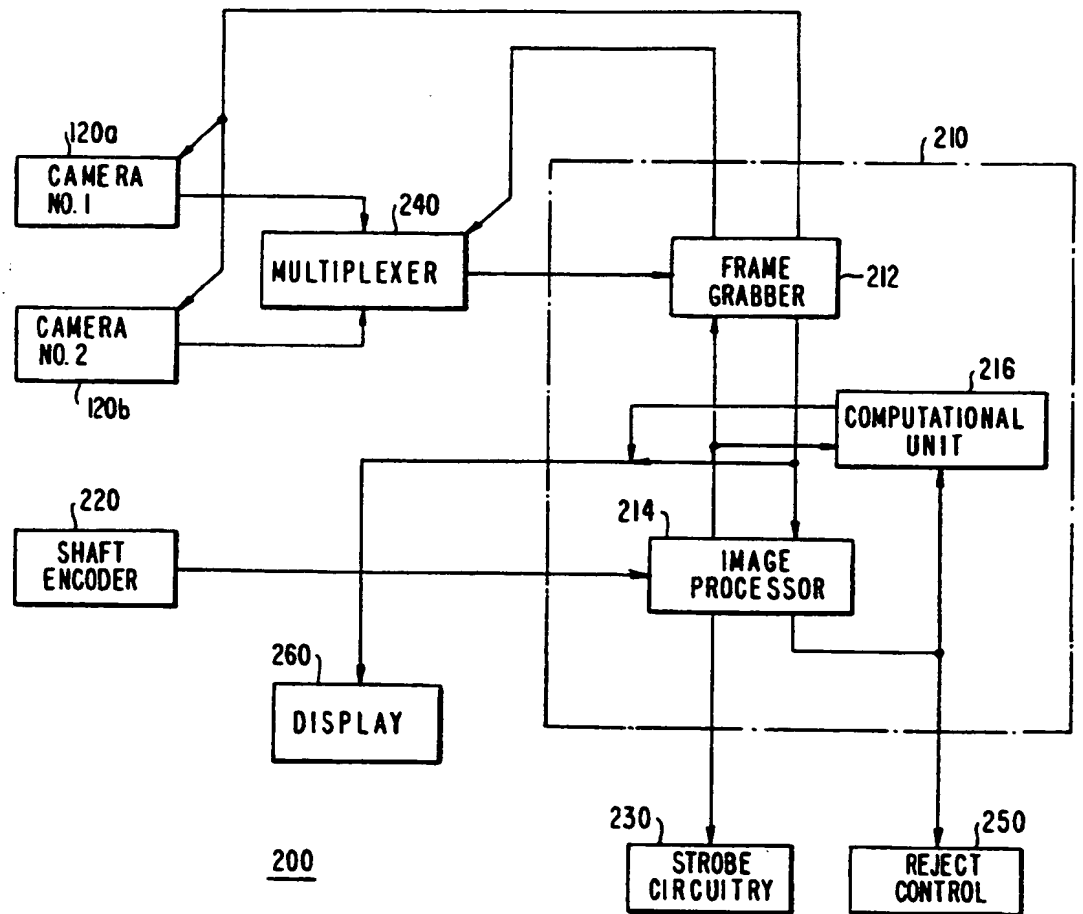 120a
CAMERA
NO. 1
210
240
MULTIPLEXER
FRAME
GRABBER
212
CAMERA
NO. 2
120b
216
COMPUTATIONAL
UNIT
220
SHAFT
ENCODER
214
IMAGE
PROCESSOR
260
DISPLAY
230
STROBE
CIRCUITRY
250
REJECT
CONTROL
200